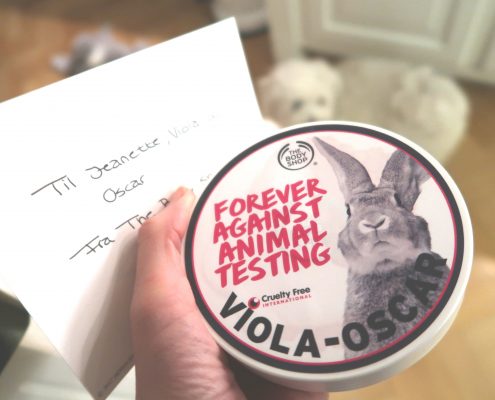 Til Jeanette, Viola
Oscar
Fra The
THE
BODY
SHOP
FOREVER
AGAINST
ANIMAL
TESTING
Cruelty Free
INTERNATIONAL
VIOLA-OSCAR